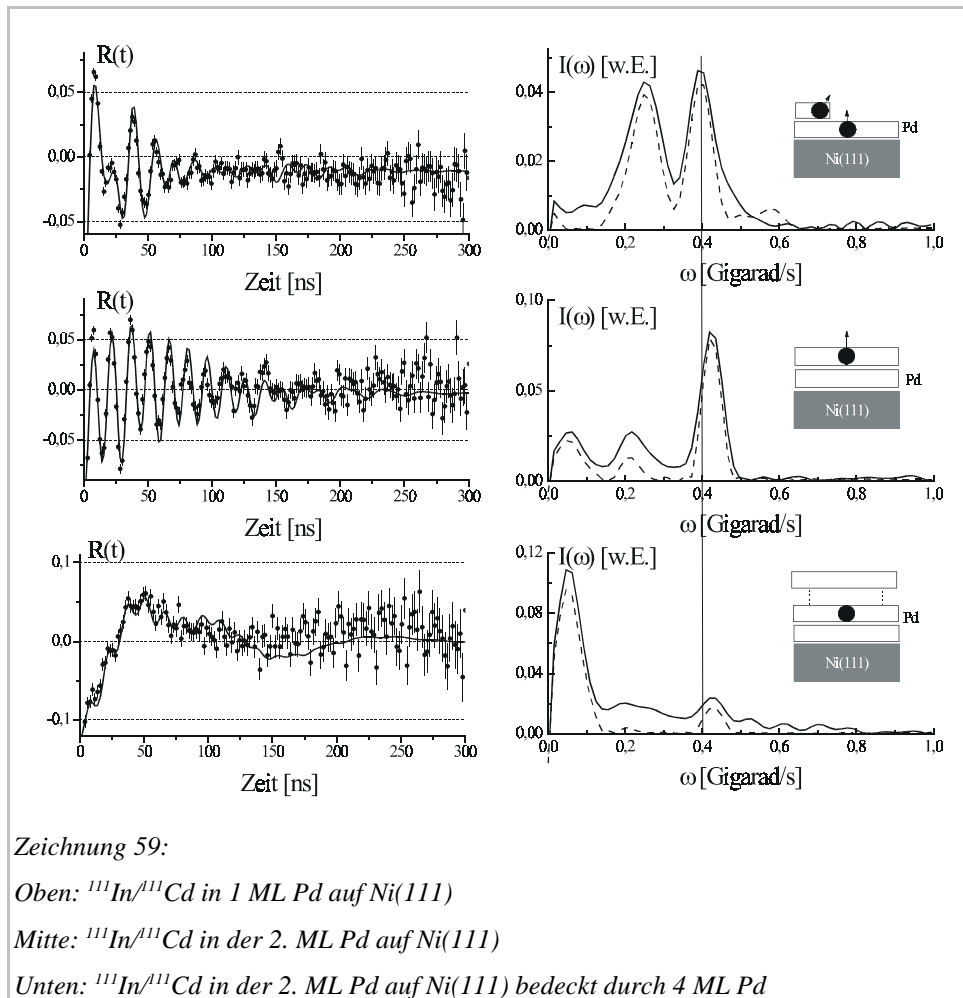 R(t)
0,05
0,00
-0,05
0 50 100 150 200 250 300
Zeit [ns]
I(ω) [w.E.]
0.04
0.02
0.00
0,0 0,2 0,4 0,6 0,8 1,0
ω [Gigarad/s]
Pd
Ni(111)
R(t)
0,05
0,00
-0,05
0 50 100 150 200 250 300
Zeit [ns]
I(ω) [w.E.]
0,10
0.05
0.00
0,0 0,2 0,4 0,6 0,8 1,0
ω [Gigarad/s]
Pd
Ni(111)
R(t)
0,1
0,0
-0,1
0 50 100 150 200 250 300
Zeit [ns]
I(ω) [w.E.]
0,12
0.08
0.04
0.00
0,0 0,2 0,4 0,6 0,8 1,0
ω [Gigarad/s]
Pd
Ni(111)
Zeichnung 59:
Oben: ¹¹¹In/¹¹¹Cd in 1 ML Pd auf Ni(111)
Mitte: ¹¹¹In/¹¹¹Cd in der 2. ML Pd auf Ni(111)
Unten: ¹¹¹In/¹¹¹Cd in der 2. ML Pd auf Ni(111) bedeckt durch 4 ML Pd